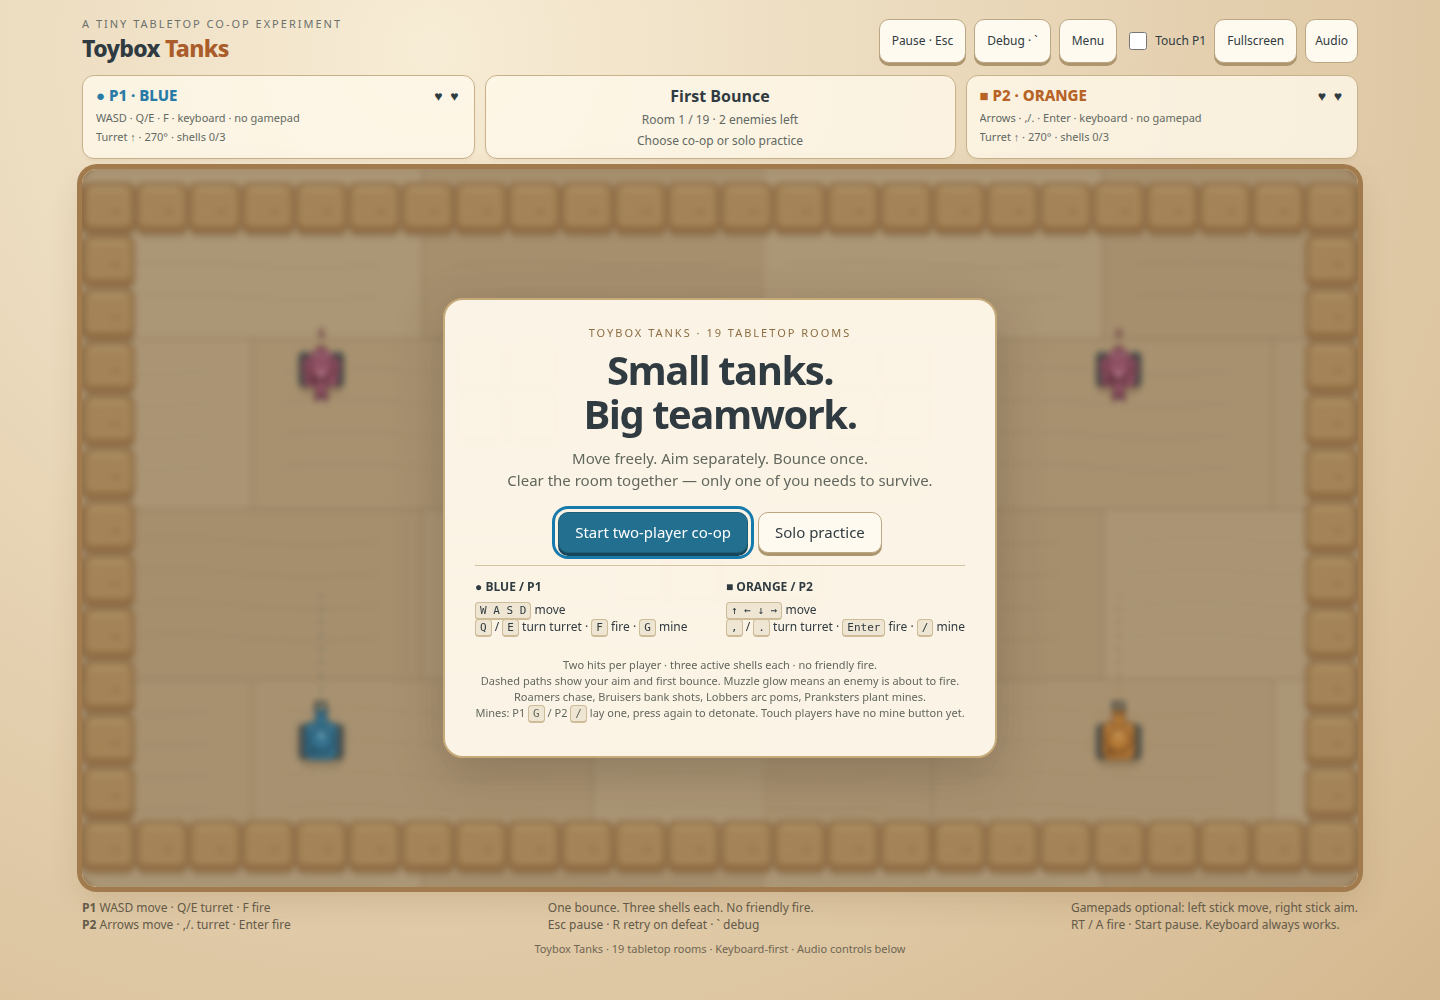 A TINY TABLETOP CO-OP EXPERIMENT
Toybox Tanks
Pause · Esc
Debug · `
Menu
Touch P1
Fullscreen
Audio
● P1 · BLUE ♥ ♥
WASD · Q/E · F · keyboard · no gamepad
Turret ↑ · 270° · shells 0/3
First Bounce
Room 1 / 19 · 2 enemies left
Choose co-op or solo practice
■ P2 · ORANGE ♥ ♥
Arrows · ,/. · Enter · keyboard · no gamepad
Turret ↑ · 270° · shells 0/3
TOYBOX TANKS · 19 TABLETOP ROOMS
Small tanks.
Big teamwork.
Move freely. Aim separately. Bounce once.
Clear the room together — only one of you needs to survive.
Start two-player co-op
Solo practice
● BLUE / P1
W A S D move
Q / E turn turret · F fire · G mine
■ ORANGE / P2
↑ ← ↓ → move
, / . turn turret · Enter fire · / mine
Two hits per player · three active shells each · no friendly fire.
Dashed paths show your aim and first bounce. Muzzle glow means an enemy is about to fire.
Roamers chase, Bruisers bank shots, Lobbers arc poms, Pranksters plant mines.
Mines: P1 G / P2 / lay one, press again to detonate. Touch players have no mine button yet.
P1 WASD move · Q/E turret · F fire
P2 Arrows move · ,/. turret · Enter fire
One bounce. Three shells each. No friendly fire.
Esc pause · R retry on defeat · ` debug
Gamepads optional: left stick move, right stick aim.
RT / A fire · Start pause. Keyboard always works.
Toybox Tanks · 19 tabletop rooms · Keyboard-first · Audio controls below